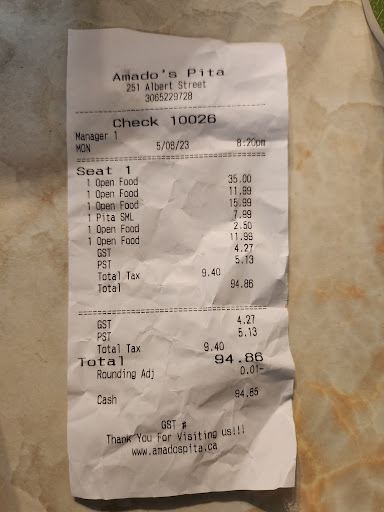 Amado's Pita
251 Albert Street
3065229728
Check 10026
Manager 1
MON 5/08/23 8:20pm
Seat 1
1 Open Food 35.00
1 Open Food 11.99
1 Open Food 15.99
1 Pita SML 7.99
1 Open Food 2.50
1 Open Food 11.99
GST 4.27
PST 5.13
Total Tax 9.40
Total 94.86
GST 4.27
PST 5.13
Total Tax 9.40
Total 94.86
Rounding Adj 0.01-
Cash 94.85
GST #
Thank You For Visiting us!!!
www.amadospita.ca